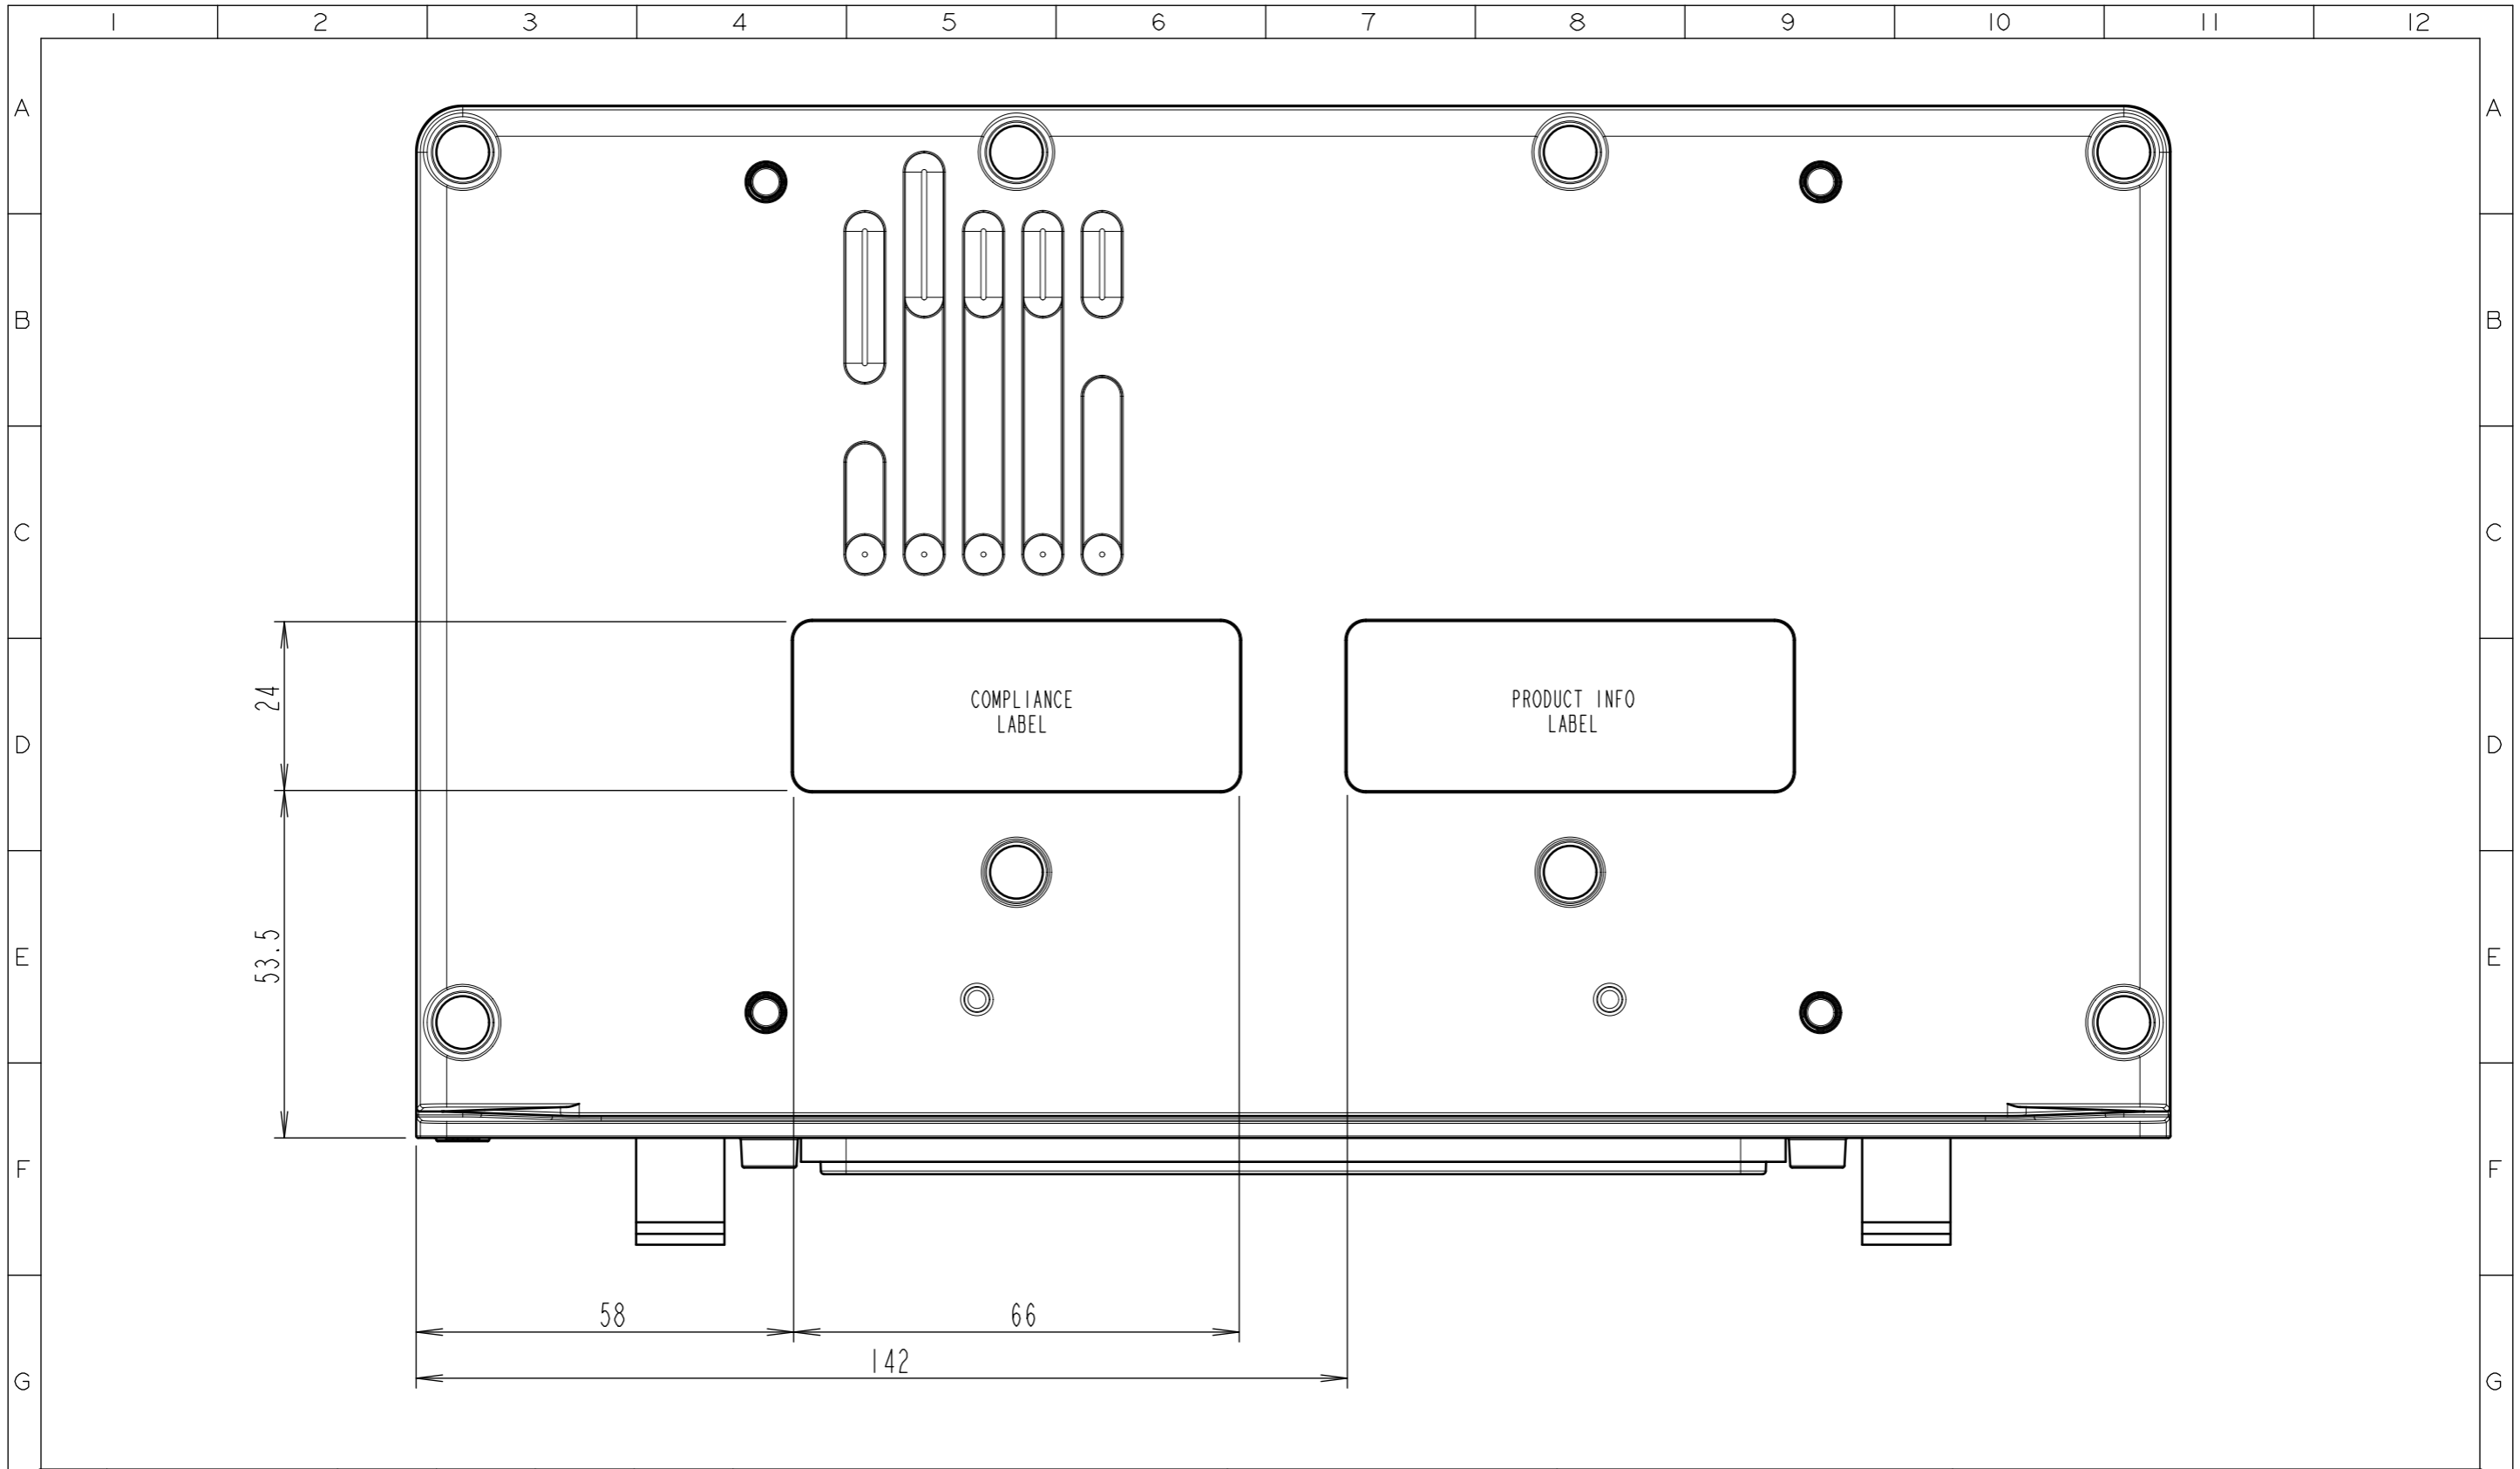 1 2 3 4 5 6 7 8 9 10 11 12
A A
B B
C C
24
COMPLIANCE
LABEL
PRODUCT INFO
LABEL
D D
53.5
E E
F F
58 66
142
G G